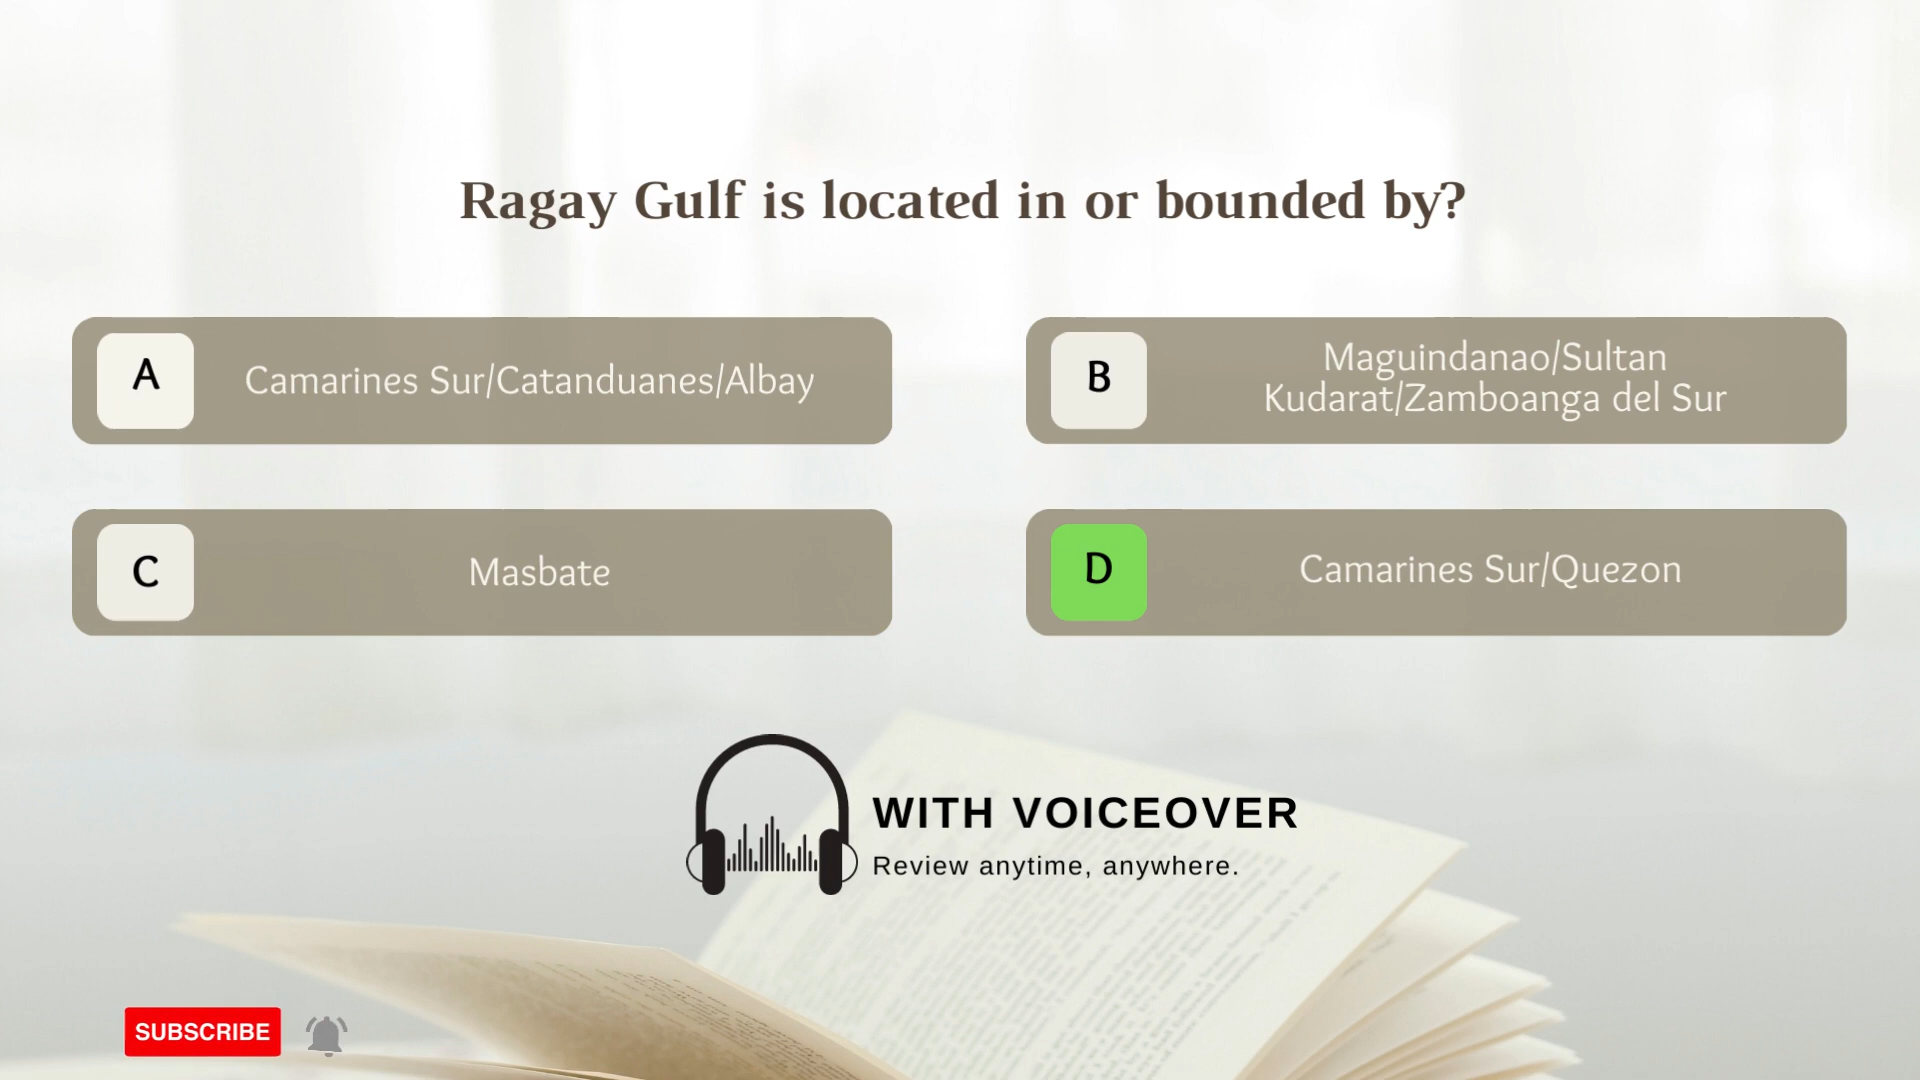 Ragay Gulf is located in or bounded by?
A
Camarines Sur/Catanduanes/Albay
B
Maguindanao/Sultan
Kudarat/Zamboanga del Sur
C
Masbate
D
Camarines Sur/Quezon
WITH VOICEOVER
Review anytime, anywhere.
SUBSCRIBE